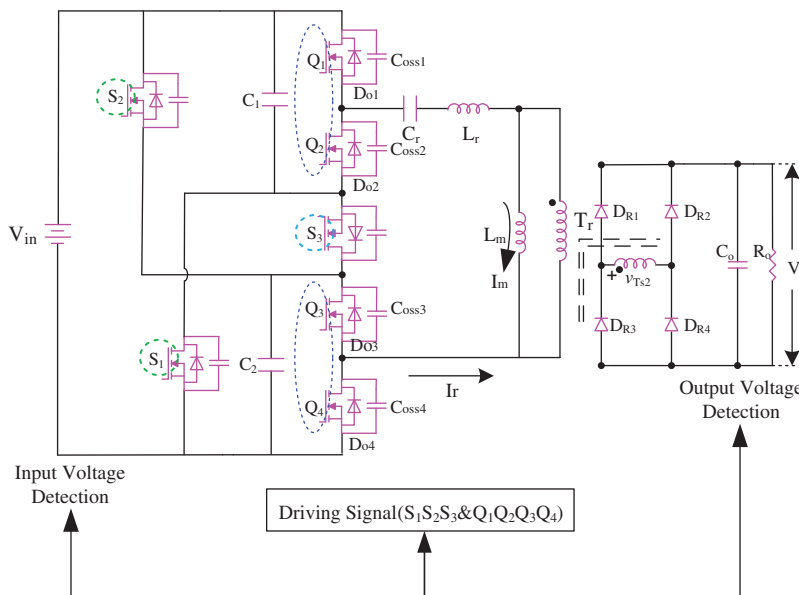 Q₁
Coss1
Do1
S₂
C₁
Cr
Lr
Q₂
Coss2
Do2
Vin
S₃
Lm
Im
Tr
DR1
DR2
Co
Ro
V
+ vTs2
Q₃
Coss3
Do3
DR3
DR4
S₁
C₂
Ir
Q₄
Coss4
Do4
Output Voltage
Detection
Input Voltage
Detection
Driving Signal(S₁S₂S₃&Q₁Q₂Q₃Q₄)